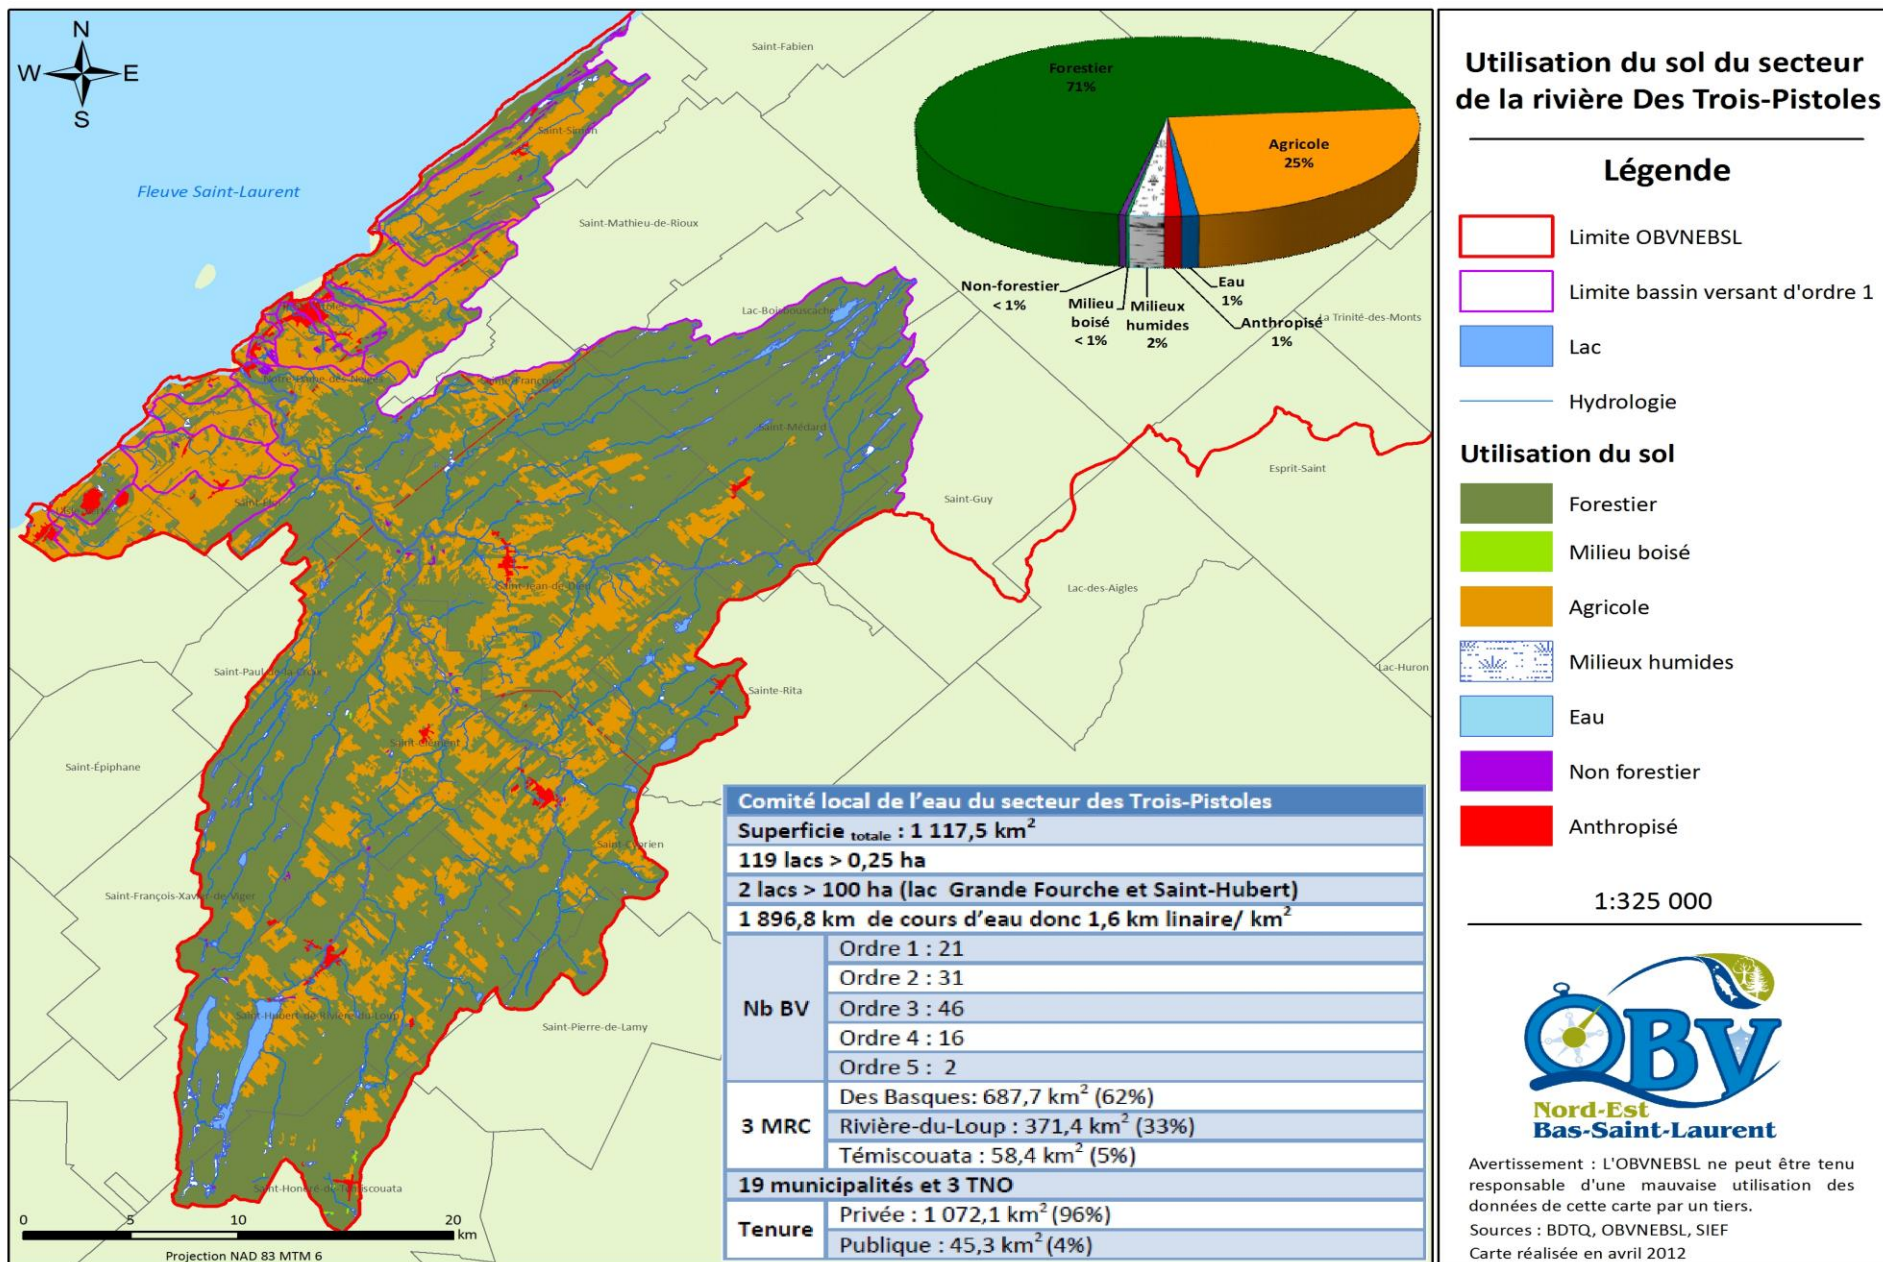 N
W
E
S
Fleuve Saint-Laurent
Saint-Fabien
Saint-Simon
Saint-Mathieu-de-Rioux
Lac-Boisbouscache
La Trinité-des-Monts
Notre-Dame-des-Neiges
Sainte-Françoise
Saint-Médard
Saint-Guy
Esprit-Saint
Saint-Jean-de-Dieu
Lac-des-Aigles
Lac-Huron
Saint-Paul-de-la-Croix
Sainte-Rita
Saint-Clément
Saint-Épiphane
Saint-Cyprien
Saint-François-Xavier-de-Viger
Saint-Hubert-de-Rivière-du-Loup
Saint-Pierre-de-Lamy
Saint-Honoré-de-Témiscouata
0 5 10 20
km
Projection NAD 83 MTM 6
Forestier
71%
Agricole
25%
Eau
1%
Anthropisé
1%
Milieux
humides
2%
Milieu
boisé
< 1%
Non-forestier
< 1%
Comité local de l'eau du secteur des Trois-Pistoles
Superficie totale : 1 117,5 km²
119 lacs > 0,25 ha
2 lacs > 100 ha (lac Grande Fourche et Saint-Hubert)
1 896,8 km de cours d'eau donc 1,6 km linaire/ km²
Nb BV
Ordre 1 : 21
Ordre 2 : 31
Ordre 3 : 46
Ordre 4 : 16
Ordre 5 : 2
3 MRC
Des Basques: 687,7 km² (62%)
Rivière-du-Loup : 371,4 km² (33%)
Témiscouata : 58,4 km² (5%)
19 municipalités et 3 TNO
Tenure
Privée : 1 072,1 km² (96%)
Publique : 45,3 km² (4%)
Utilisation du sol du secteur
de la rivière Des Trois-Pistoles
Légende
Limite OBVNEBSL
Limite bassin versant d'ordre 1
Lac
Hydrologie
Utilisation du sol
Forestier
Milieu boisé
Agricole
Milieux humides
Eau
Non forestier
Anthropisé
1:325 000
OBV
Nord-Est
Bas-Saint-Laurent
Avertissement : L'OBVNEBSL ne peut être tenu
responsable d'une mauvaise utilisation des
données de cette carte par un tiers.
Sources : BDTQ, OBVNEBSL, SIEF
Carte réalisée en avril 2012